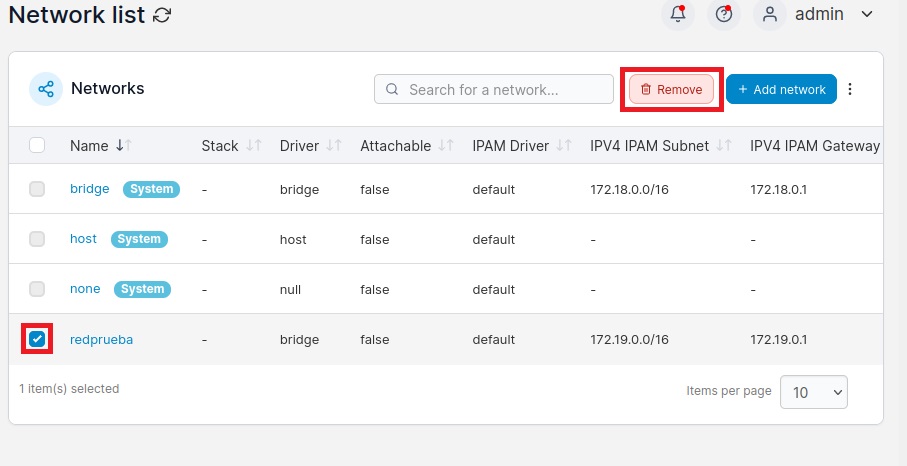 Network list
admin
Networks
Search for a network...
Remove
+ Add network
Name Stack Driver Attachable IPAM Driver IPV4 IPAM Subnet IPV4 IPAM Gateway
bridge System - bridge false default 172.18.0.0/16 172.18.0.1
host System - host false default - -
none System - null false default - -
redprueba - bridge false default 172.19.0.0/16 172.19.0.1
1 item(s) selected
Items per page 10